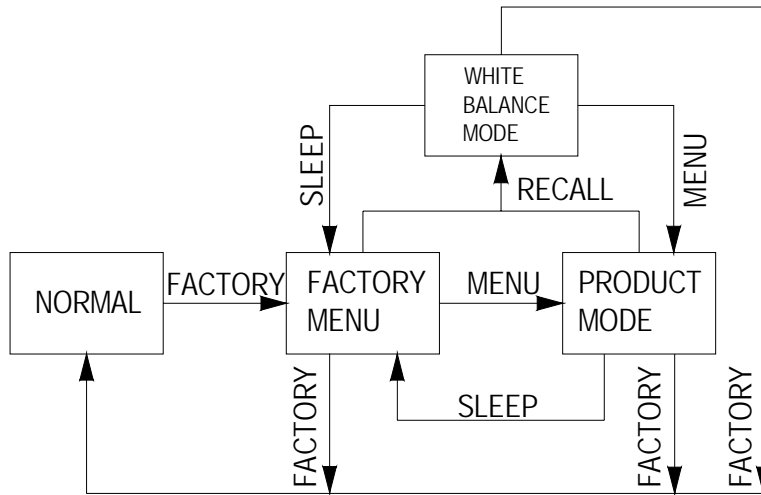 WHITE
BALANCE
MODE
SLEEP
MENU
RECALL
NORMAL
FACTORY
FACTORY
MENU
MENU
PRODUCT
MODE
SLEEP
FACTORY
FACTORY
FACTORY